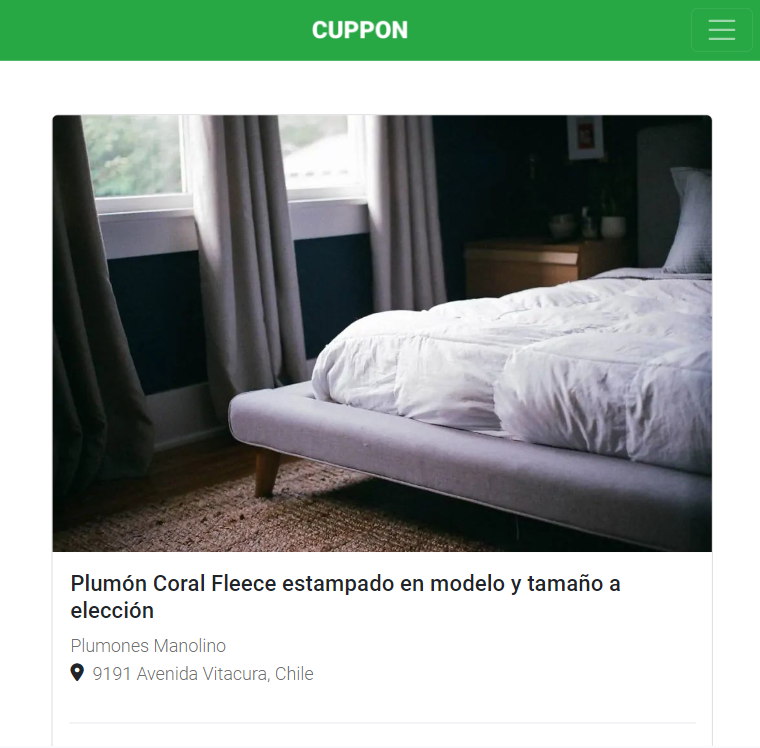 CUPPON
Plumón Coral Fleece estampado en modelo y tamaño a
elección
Plumones Manolino
9191 Avenida Vitacura, Chile